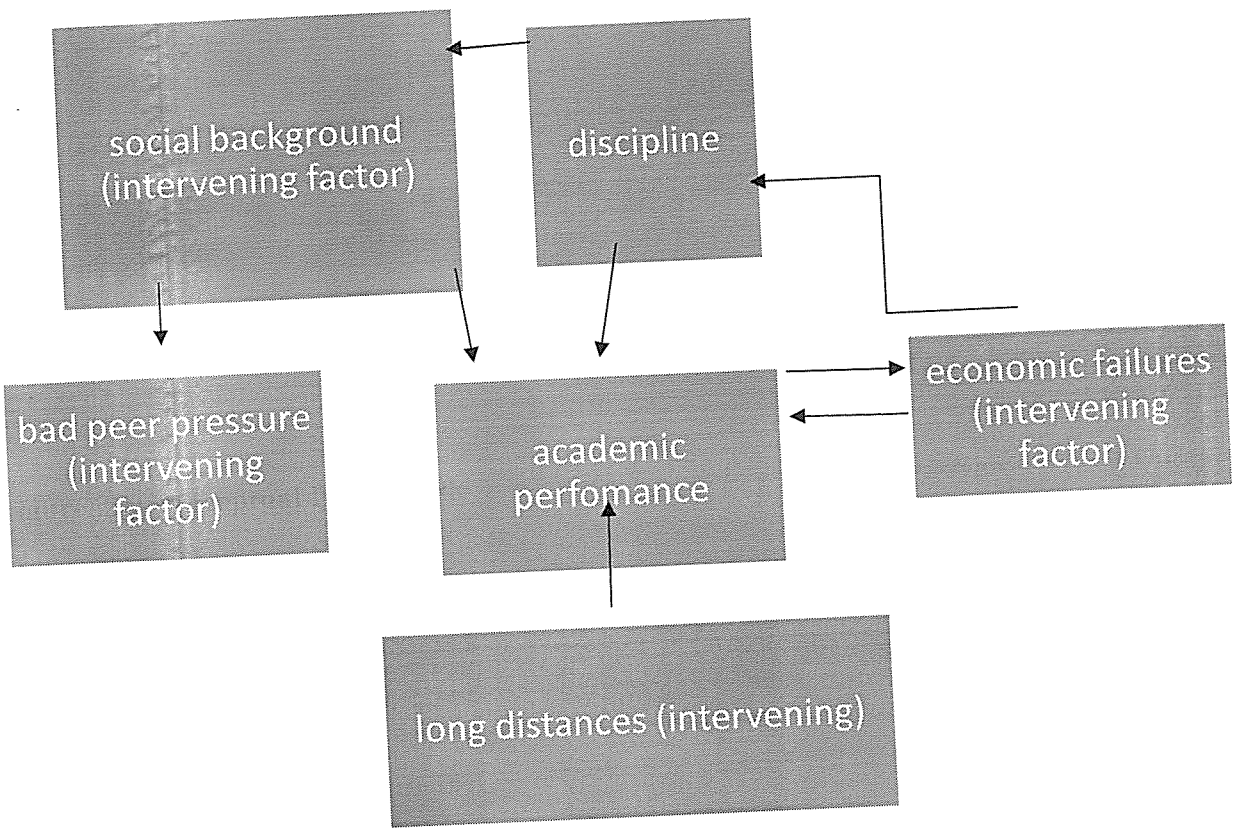 social background
(intervening factor)
discipline
bad peer pressure
(intervening
factor)
academic
perfomance
economic failures
(intervening
factor)
long distances (intervening)